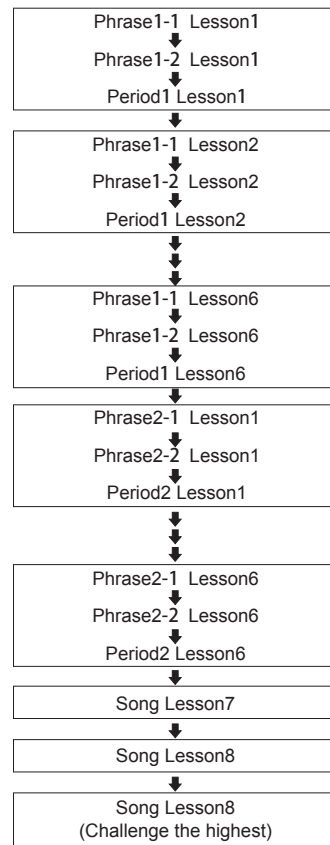 Phrase1-1 Lesson1
Phrase1-2 Lesson1
Period1 Lesson1
Phrase1-1 Lesson2
Phrase1-2 Lesson2
Period1 Lesson2
Phrase1-1 Lesson6
Phrase1-2 Lesson6
Period1 Lesson6
Phrase2-1 Lesson1
Phrase2-2 Lesson1
Period2 Lesson1
Phrase2-1 Lesson6
Phrase2-2 Lesson6
Period2 Lesson6
Song Lesson7
Song Lesson8
Song Lesson8
(Challenge the highest)